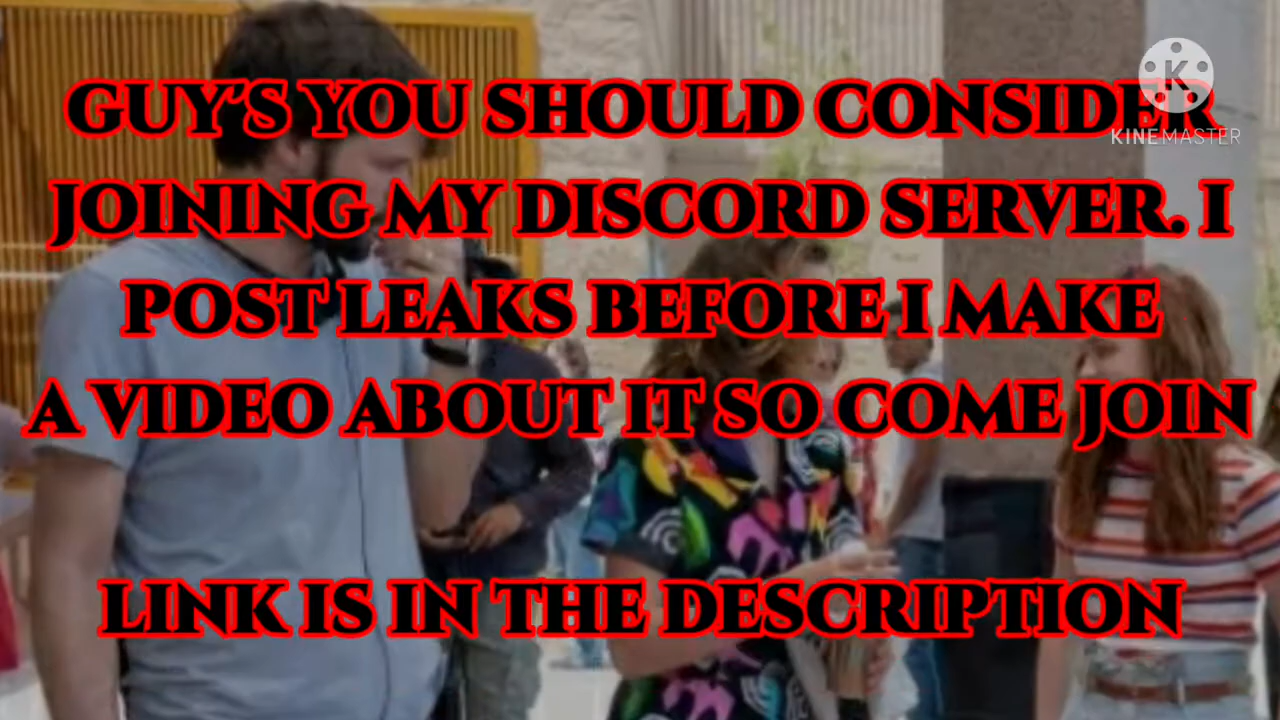 GUY'S YOU SHOULD CONSIDER
JOINING MY DISCORD SERVER. I
POST LEAKS BEFORE I MAKE
A VIDEO ABOUT IT SO COME JOIN
LINK IS IN THE DESCRIPTION
K
KINEMASTER